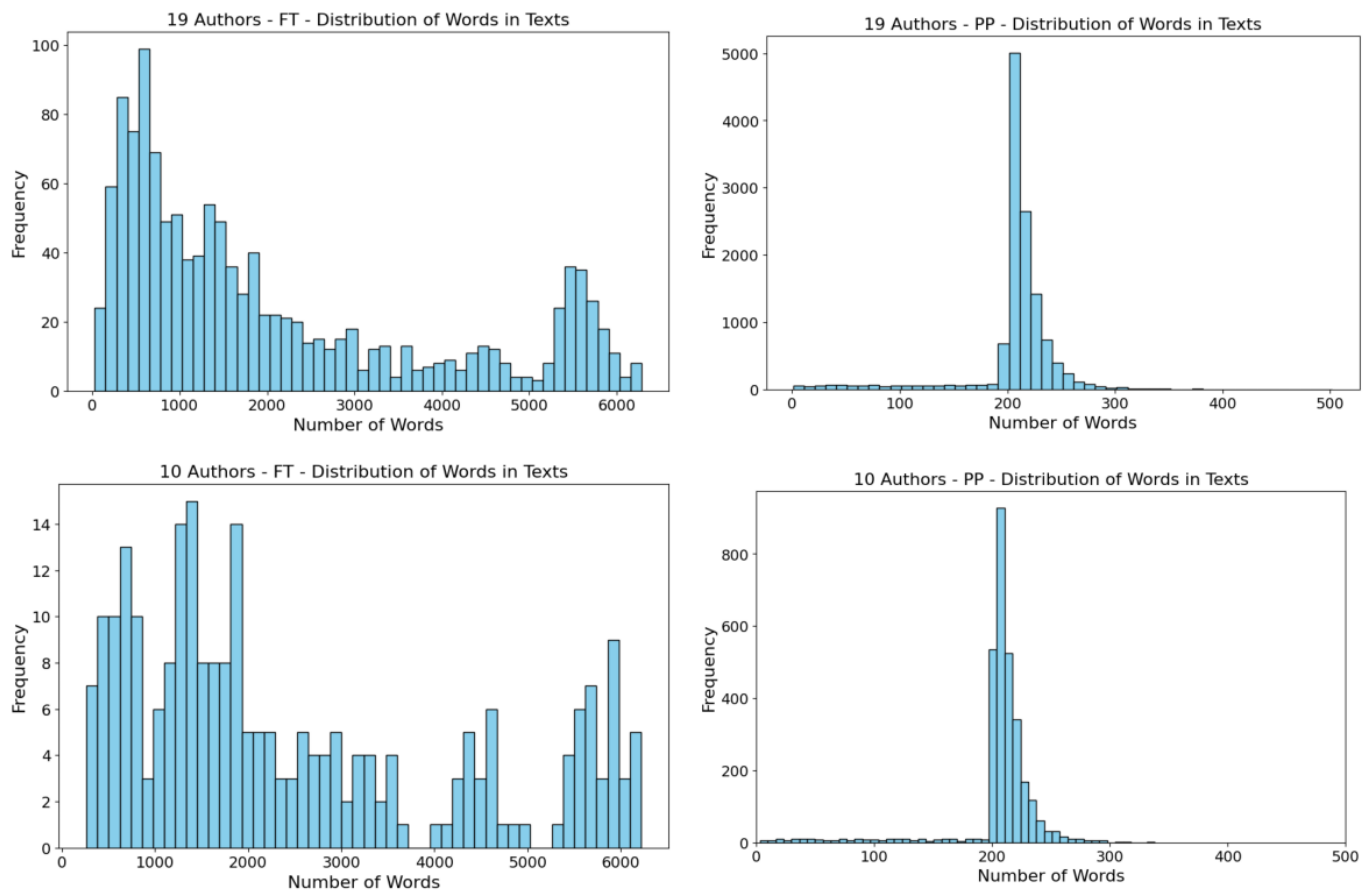 19 Authors - FT - Distribution of Words in Texts
100
80
60
40
20
0
Frequency
0 1000 2000 3000 4000 5000 6000
Number of Words
19 Authors - PP - Distribution of Words in Texts
5000
4000
3000
2000
1000
0
Frequency
0 100 200 300 400 500
Number of Words
10 Authors - FT - Distribution of Words in Texts
14
12
10
8
6
4
2
0
Frequency
0 1000 2000 3000 4000 5000 6000
Number of Words
10 Authors - PP - Distribution of Words in Texts
800
600
400
200
0
Frequency
0 100 200 300 400 500
Number of Words